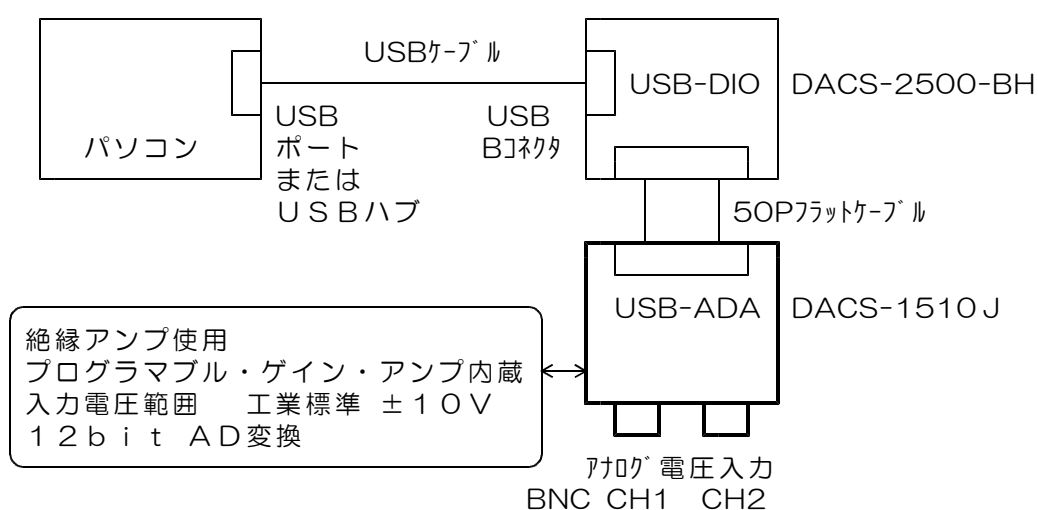 USBｹｰﾌﾞﾙ
USB-DIO
DACS-2500-BH
パソコン
USB
ポート
または
ＵＳＢハブ
USB
Bｺﾈｸﾀ
50Pﾌﾗｯﾄｹｰﾌﾞﾙ
USB-ADA
DACS-1510Ｊ
絶縁アンプ使用
プログラマブル・ゲイン・アンプ内蔵
入力電圧範囲　工業標準 ±１０Ｖ
１２ｂｉｔ ＡＤ変換
ｱﾅﾛｸﾞ電圧入力
BNC CH1 CH2